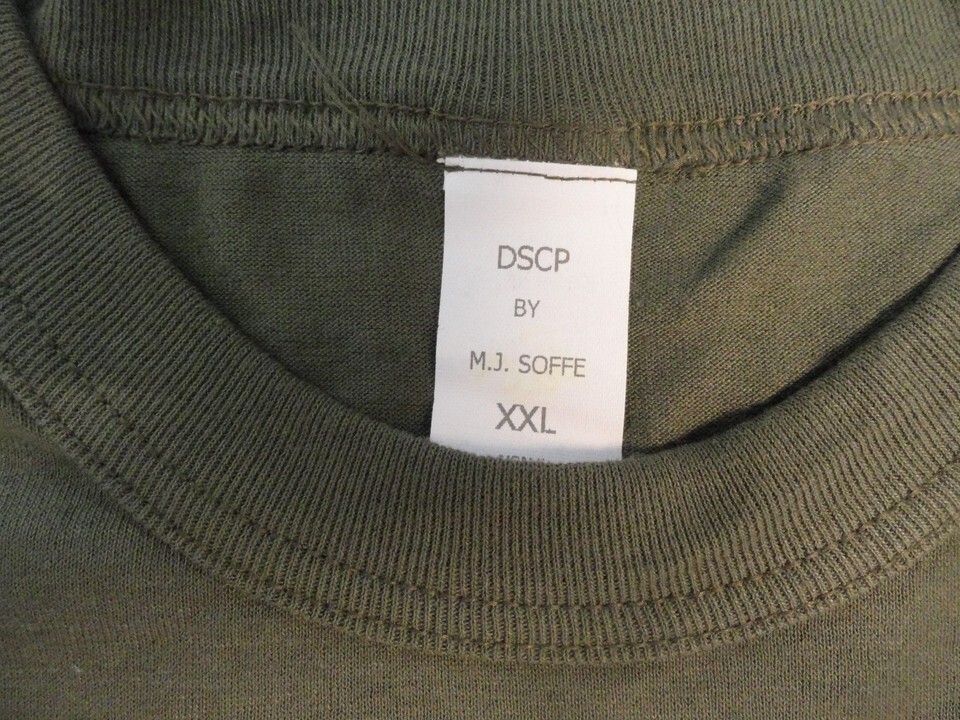 DSCP
BY
M.J. SOFFE
XXL